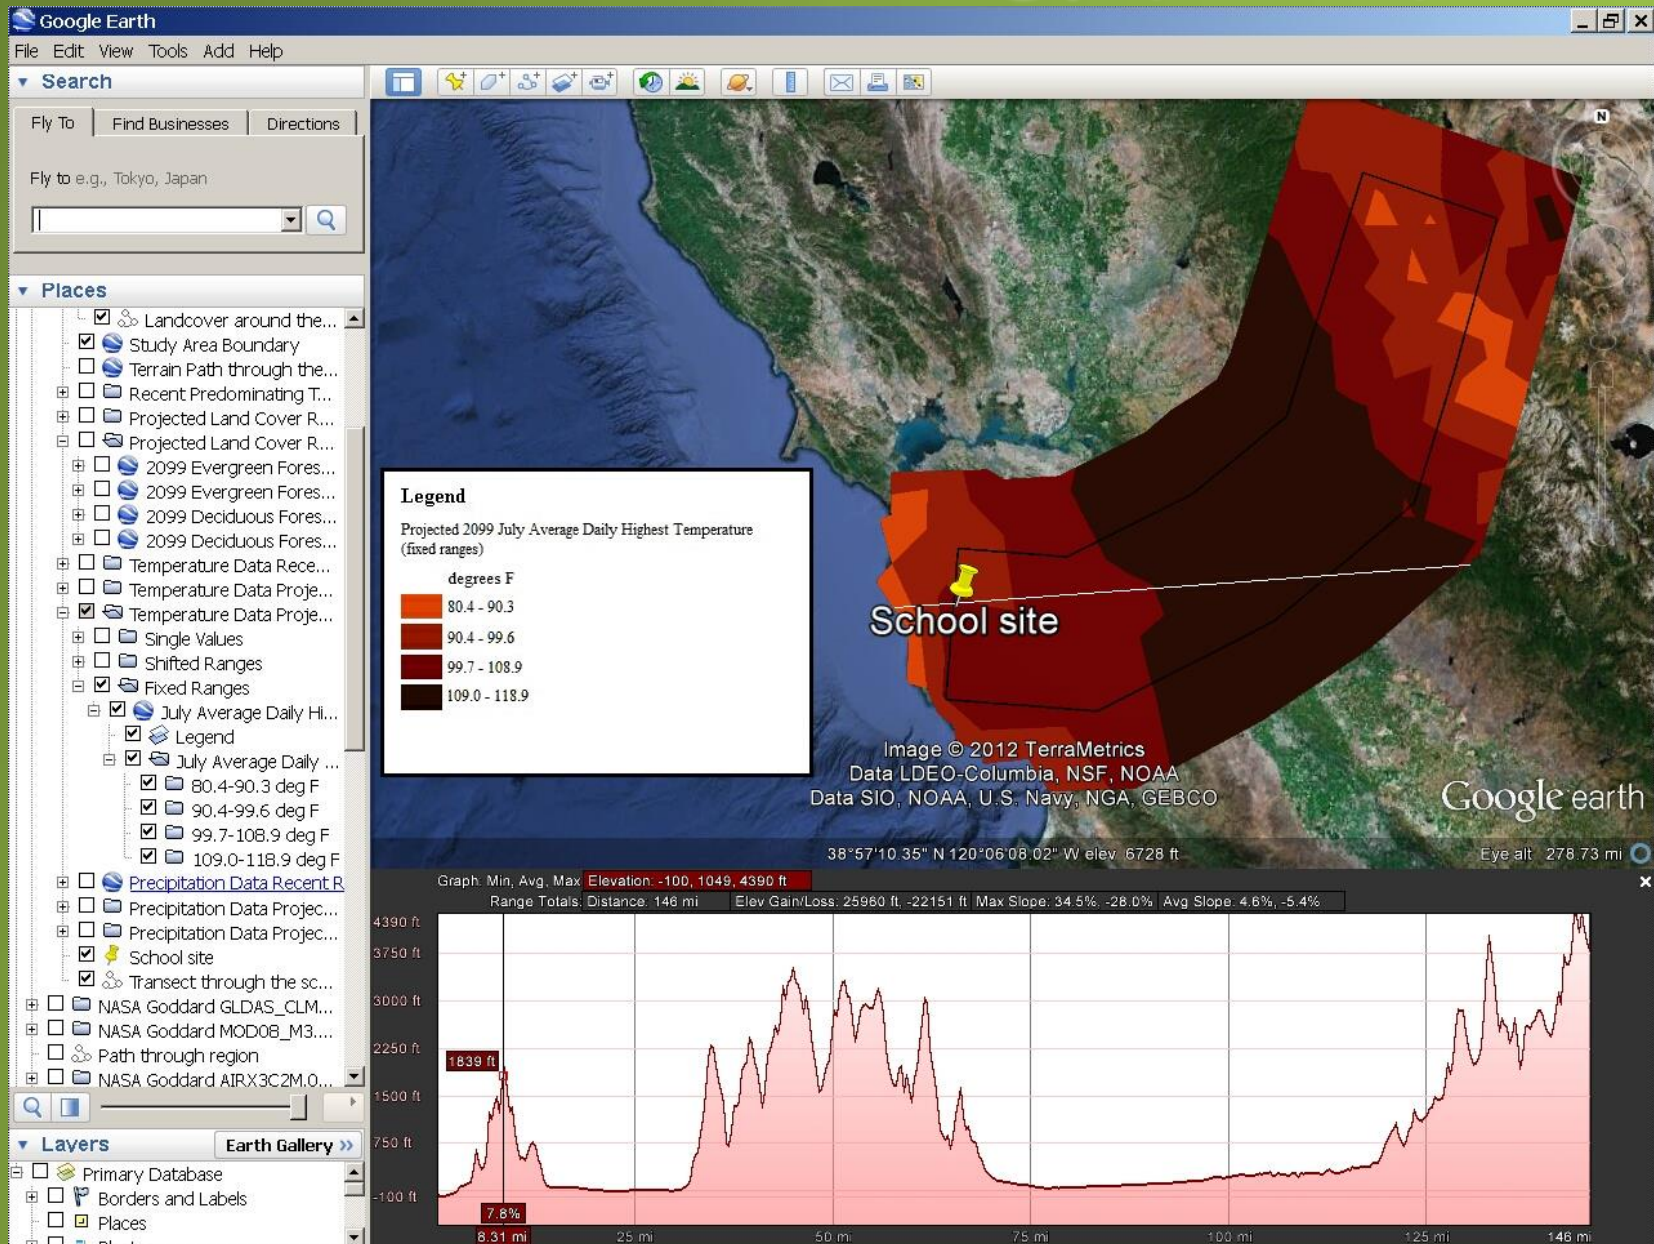 Google Earth
File Edit View Tools Add Help
Search
Fly To Find Businesses Directions
Fly to e.g., Tokyo, Japan
Places
Landcover around the...
Study Area Boundary
Terrain Path through the...
Recent Predominating T...
Projected Land Cover R...
Projected Land Cover R...
2099 Evergreen Fores...
2099 Evergreen Fores...
2099 Deciduous Fores...
2099 Deciduous Fores...
Temperature Data Rece...
Temperature Data Proje...
Temperature Data Proje...
Single Values
Shifted Ranges
Fixed Ranges
July Average Daily Hi...
Legend
July Average Daily ...
80.4-90.3 deg F
90.4-99.6 deg F
99.7-108.9 deg F
109.0-118.9 deg F
Precipitation Data Recent R
Precipitation Data Projec...
Precipitation Data Projec...
School site
Transect through the sc...
NASA Goddard GLDAS_CLM...
NASA Goddard MOD08_M3....
Path through region
NASA Goddard AIRX3C2M.0...
Layers Earth Gallery »
Primary Database
Borders and Labels
Places
N
Legend
Projected 2099 July Average Daily Highest Temperature
(fixed ranges)
degrees F
80.4 - 90.3
90.4 - 99.6
99.7 - 108.9
109.0 - 118.9
School site
Image © 2012 TerraMetrics
Data LDEO-Columbia, NSF, NOAA
Data SIO, NOAA, U.S. Navy, NGA, GEBCO
Google earth
38°57'10.35" N 120°06'08.02" W elev 6728 ft
Eye alt 278.73 mi
Graph: Min, Avg, Max Elevation: -100, 1049, 4390 ft
Range Totals: Distance: 146 mi Elev Gain/Loss: 25960 ft, -22151 ft Max Slope: 34.5%, -28.0% Avg Slope: 4.6%, -5.4%
4390 ft
3750 ft
3000 ft
2250 ft
1839 ft
1500 ft
750 ft
-100 ft
7.8%
8.31 mi 25 mi 50 mi 75 mi 100 mi 125 mi 146 mi